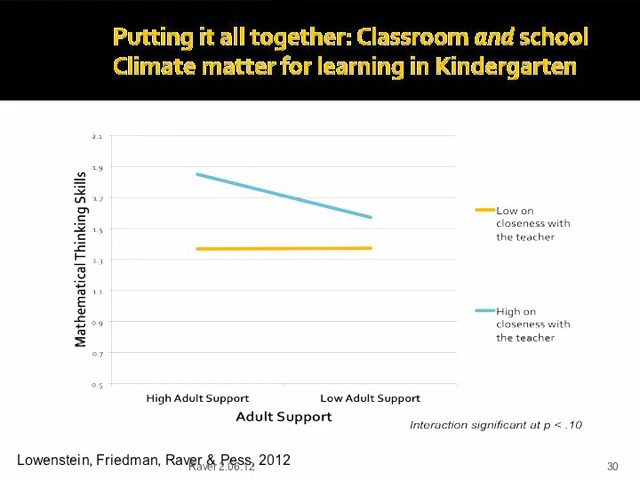 Putting it all together: Classroom and school
Climate matter for learning in Kindergarten
2.1
1.9
1.7
1.5
1.3
1.1
0.9
0.7
0.5
Mathematical Thinking Skills
High Adult Support
Low Adult Support
Adult Support
Low on
closeness with
the teacher
High on
closeness with
the teacher
Interaction significant at p < .10
Lowenstein, Friedman, Raver & Pess, 2012
Raver 2.06.12
30